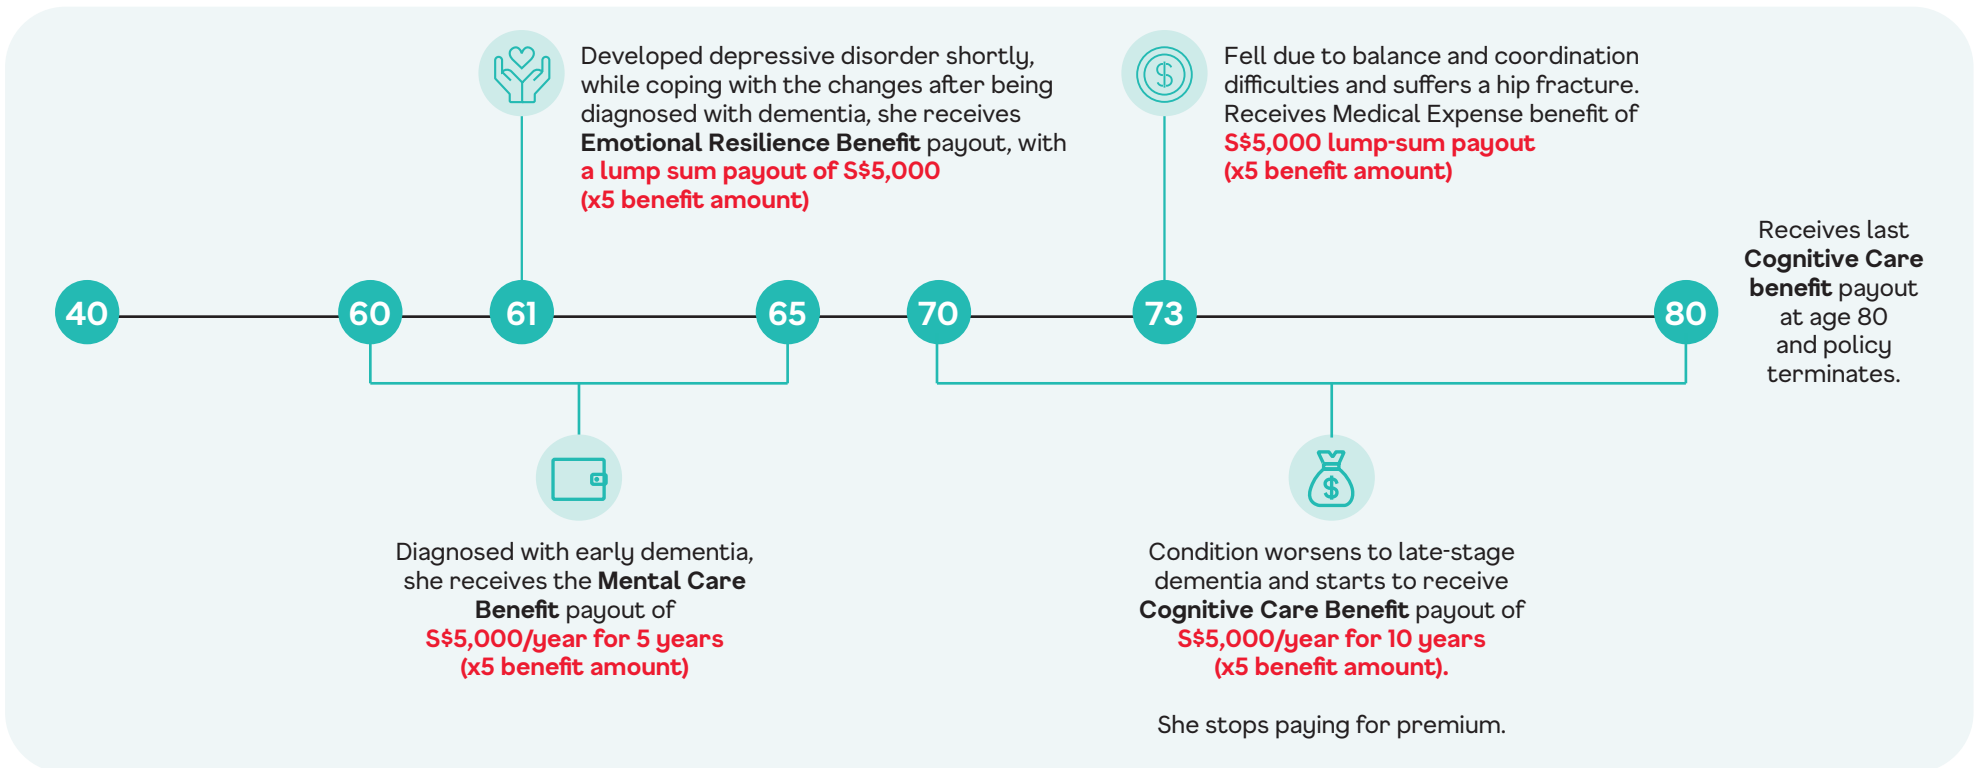 Developed depressive disorder shortly,
while coping with the changes after being
diagnosed with dementia, she receives
Emotional Resilience Benefit payout, with
a lump sum payout of S$5,000
(x5 benefit amount)
Fell due to balance and coordination
difficulties and suffers a hip fracture.
Receives Medical Expense benefit of
S$5,000 lump-sum payout
(x5 benefit amount)
40
60
61
65
70
73
80
Receives last
Cognitive Care
benefit payout
at age 80
and policy
terminates.
Diagnosed with early dementia,
she receives the Mental Care
Benefit payout of
S$5,000/year for 5 years
(x5 benefit amount)
Condition worsens to late-stage
dementia and starts to receive
Cognitive Care Benefit payout of
S$5,000/year for 10 years
(x5 benefit amount).
She stops paying for premium.